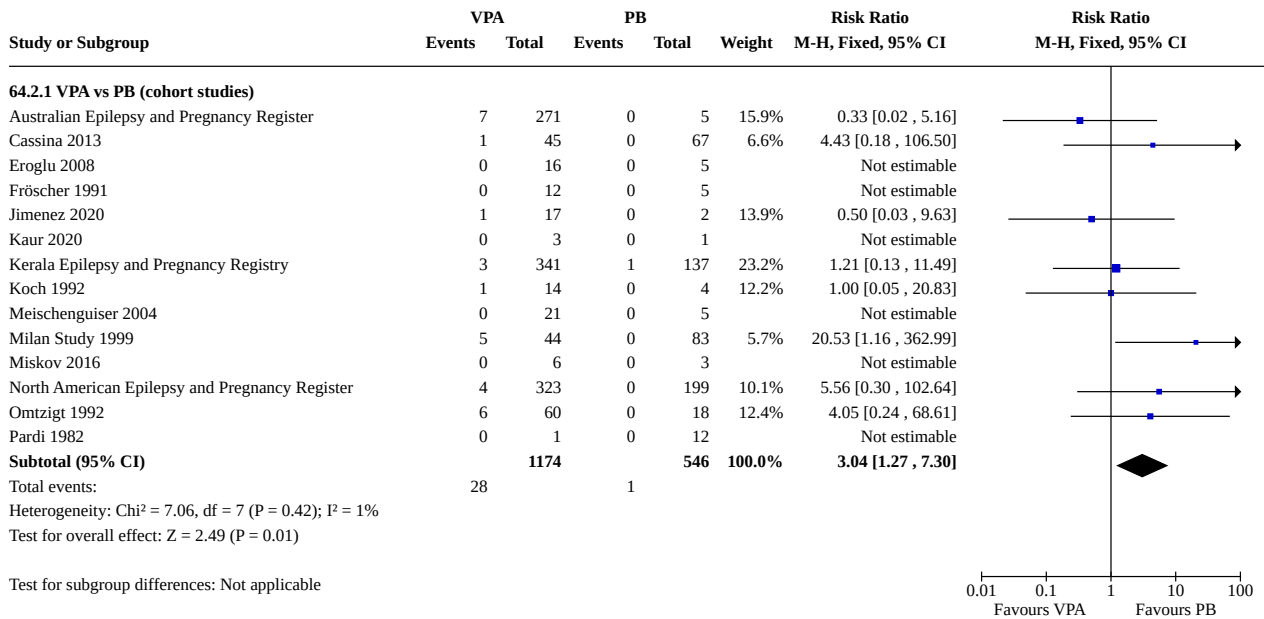 VPA PB Risk Ratio Risk Ratio
Study or Subgroup Events Total Events Total Weight M-H, Fixed, 95% CI M-H, Fixed, 95% CI
64.2.1 VPA vs PB (cohort studies)
Australian Epilepsy and Pregnancy Register 7 271 0 5 15.9% 0.33 [0.02 , 5.16]
Cassina 2013 1 45 0 67 6.6% 4.43 [0.18 , 106.50]
Eroglu 2008 0 16 0 5 Not estimable
Fröscher 1991 0 12 0 5 Not estimable
Jimenez 2020 1 17 0 2 13.9% 0.50 [0.03 , 9.63]
Kaur 2020 0 3 0 1 Not estimable
Kerala Epilepsy and Pregnancy Registry 3 341 1 137 23.2% 1.21 [0.13 , 11.49]
Koch 1992 1 14 0 4 12.2% 1.00 [0.05 , 20.83]
Meischenguiser 2004 0 21 0 5 Not estimable
Milan Study 1999 5 44 0 83 5.7% 20.53 [1.16 , 362.99]
Miskov 2016 0 6 0 3 Not estimable
North American Epilepsy and Pregnancy Register 4 323 0 199 10.1% 5.56 [0.30 , 102.64]
Omtzigt 1992 6 60 0 18 12.4% 4.05 [0.24 , 68.61]
Pardi 1982 0 1 0 12 Not estimable
Subtotal (95% CI) 1174 546 100.0% 3.04 [1.27 , 7.30]
Total events: 28 1
Heterogeneity: Chi² = 7.06, df = 7 (P = 0.42); I² = 1%
Test for overall effect: Z = 2.49 (P = 0.01)
Test for subgroup differences: Not applicable
0.01 0.1 1 10 100
Favours VPA Favours PB